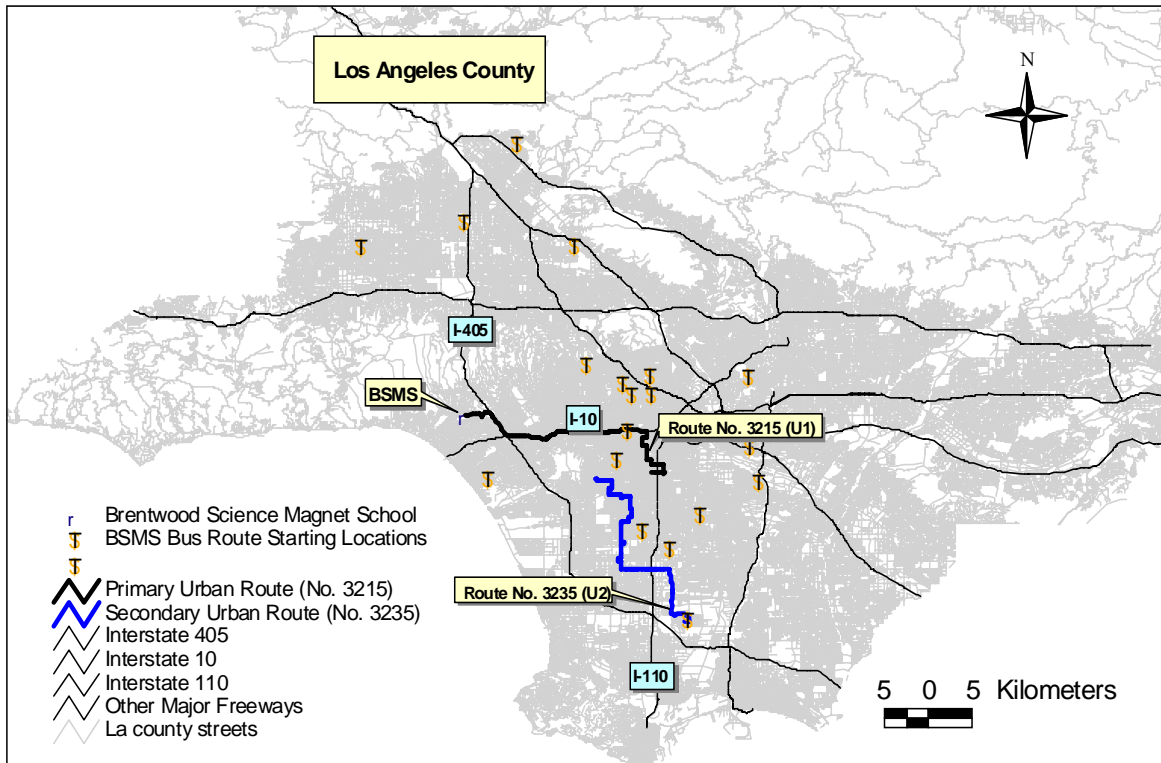 Los Angeles County
N
I-405
BSMS
I-10
Route No. 3215 (U1)
r
r Brentwood Science Magnet School
BSMS Bus Route Starting Locations
Primary Urban Route (No. 3215)
Secondary Urban Route (No. 3235)
Interstate 405
Interstate 10
Interstate 110
Other Major Freeways
La county streets
Route No. 3235 (U2)
I-110
5 0 5 Kilometers